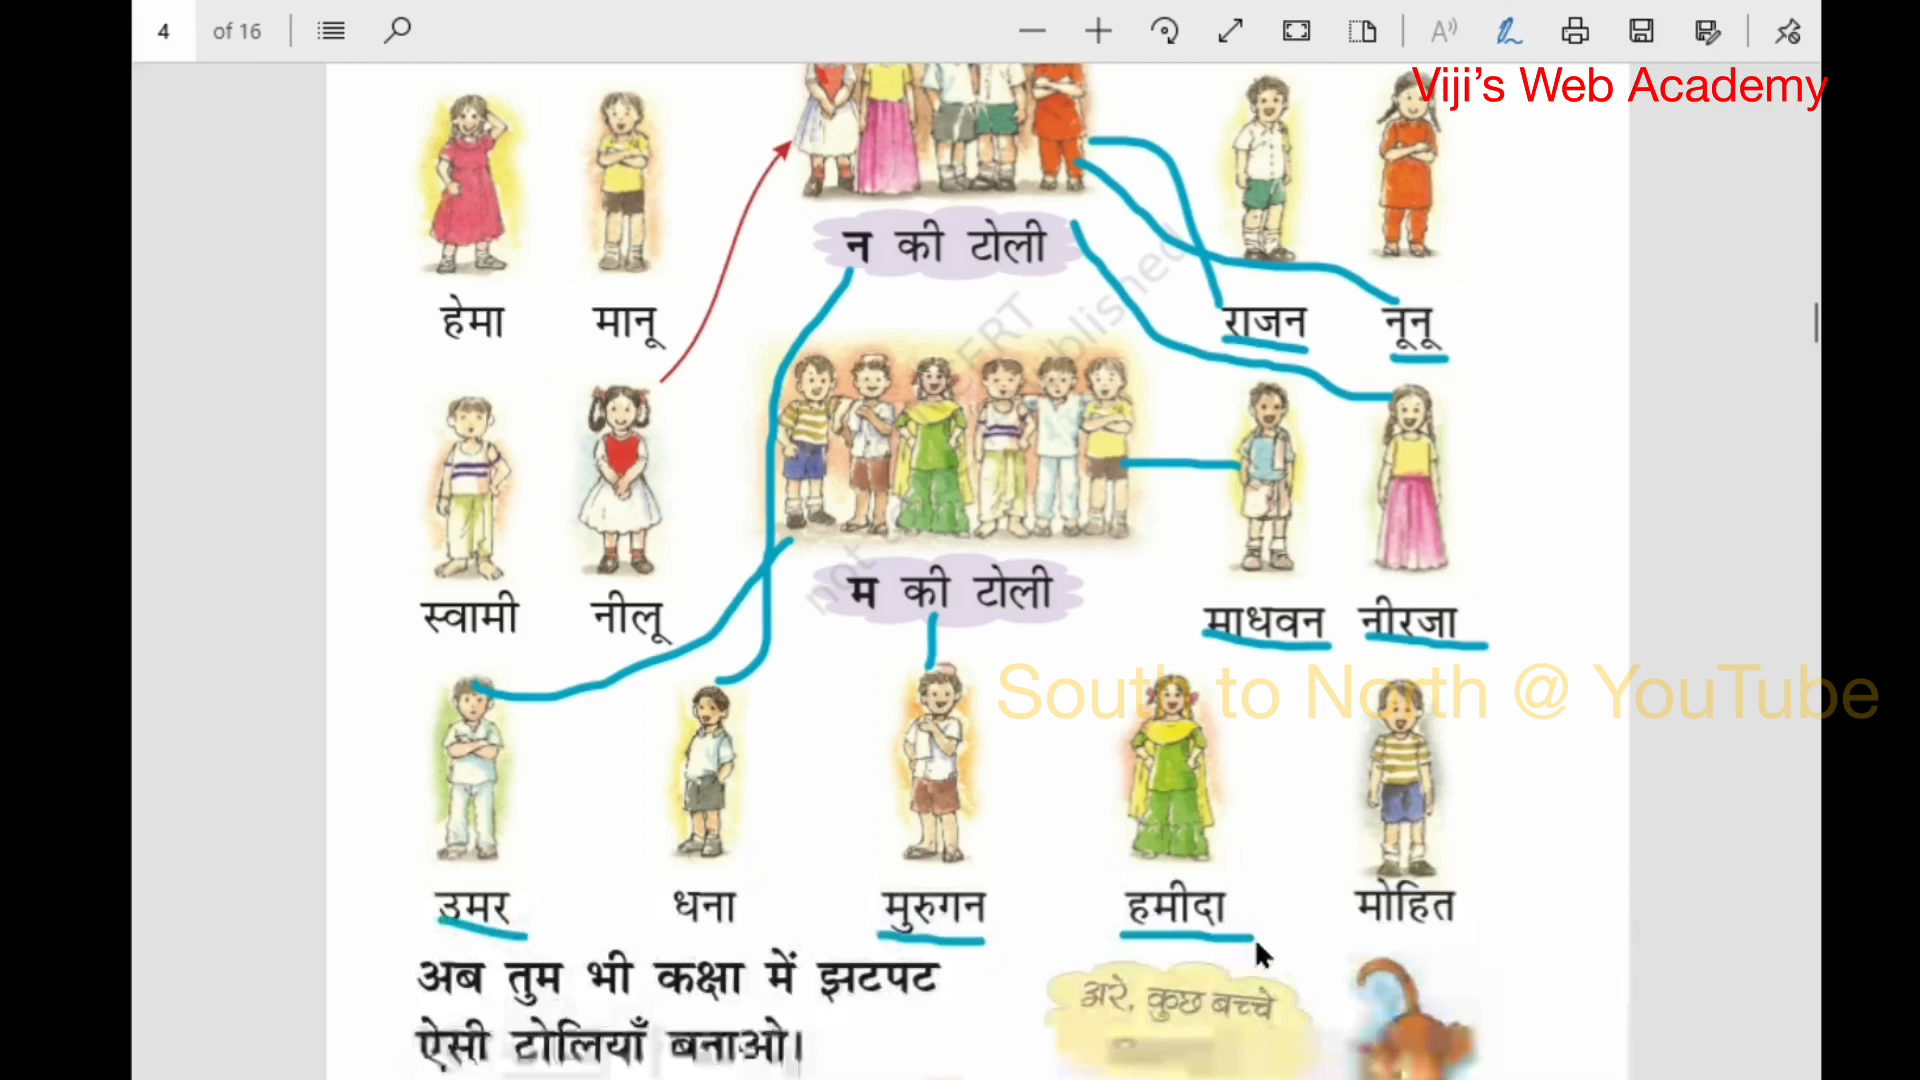 4 of 16
Viji's Web Academy
न की टोली
हेमा मानू राजन नूनू
स्वामी नीलू म की टोली माधवन नीरजा
South to North @ YouTube
उमर धना मुरुगन हमीदा मोहित
अब तुम भी कक्षा में झटपट
ऐसी टोलियाँ बनाओ।
अरे, कुछ बच्चे